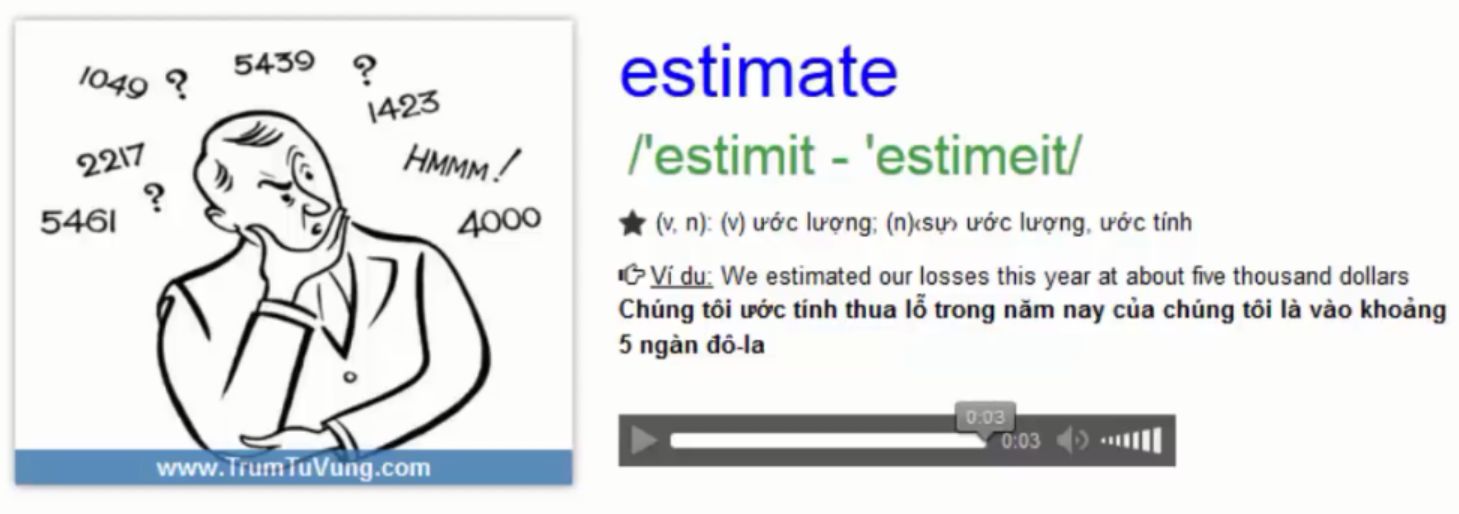 1049 ?
5439 ?
1423
2217
HMMM!
?
5461
4000
www.TrumTuVung.com
estimate
/'estimit - 'estimeit/
★ (v, n): (v) ước lượng; (n)‹sự› ước lượng, ước tính
Ví dụ: We estimated our losses this year at about five thousand dollars
Chúng tôi ước tính thua lỗ trong năm nay của chúng tôi là vào khoảng
5 ngàn đô-la
0:03
0:03